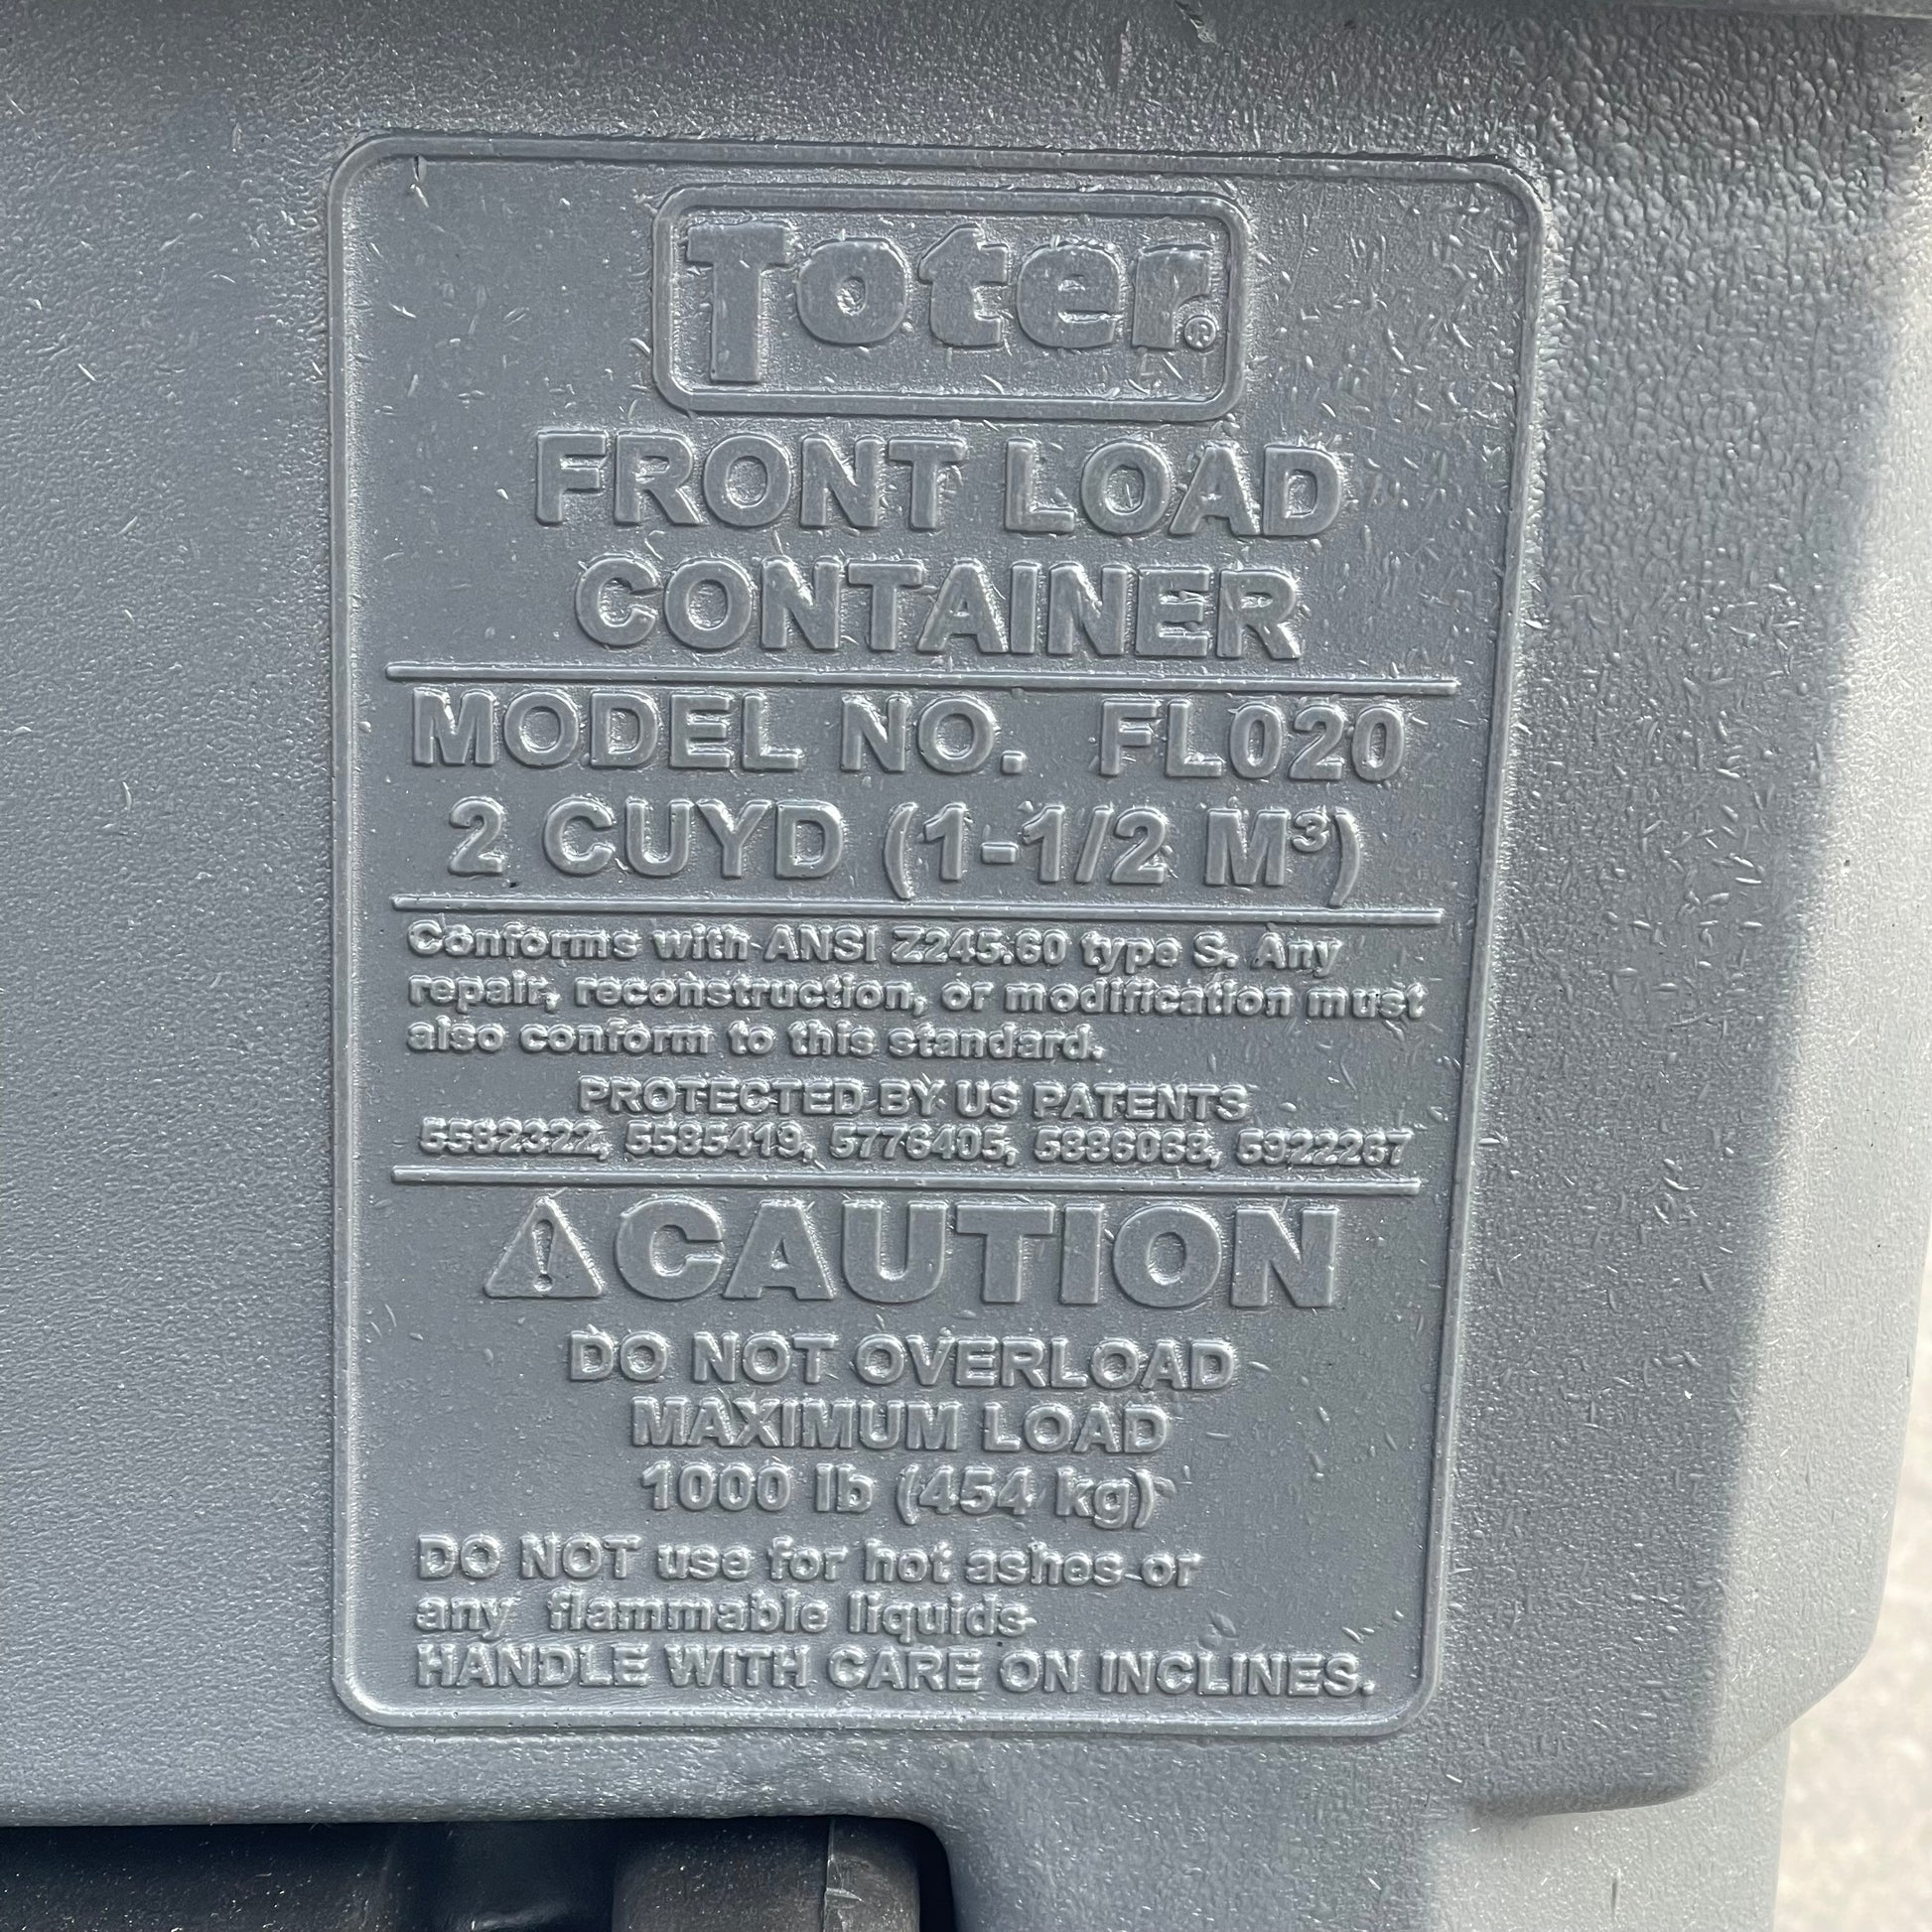 Toter®
FRONT LOAD
CONTAINER
MODEL NO. FL020
2 CUYD (1-1/2 M³)
Conforms with ANSI Z245.60 type S. Any
repair, reconstruction, or modification must
also conform to this standard.
PROTECTED BY US PATENTS
5582322, 5585419, 5776405, 5886068, 5922267
⚠CAUTION
DO NOT OVERLOAD
MAXIMUM LOAD
1000 lb (454 kg)
DO NOT use for hot ashes or
any flammable liquids
HANDLE WITH CARE ON INCLINES.